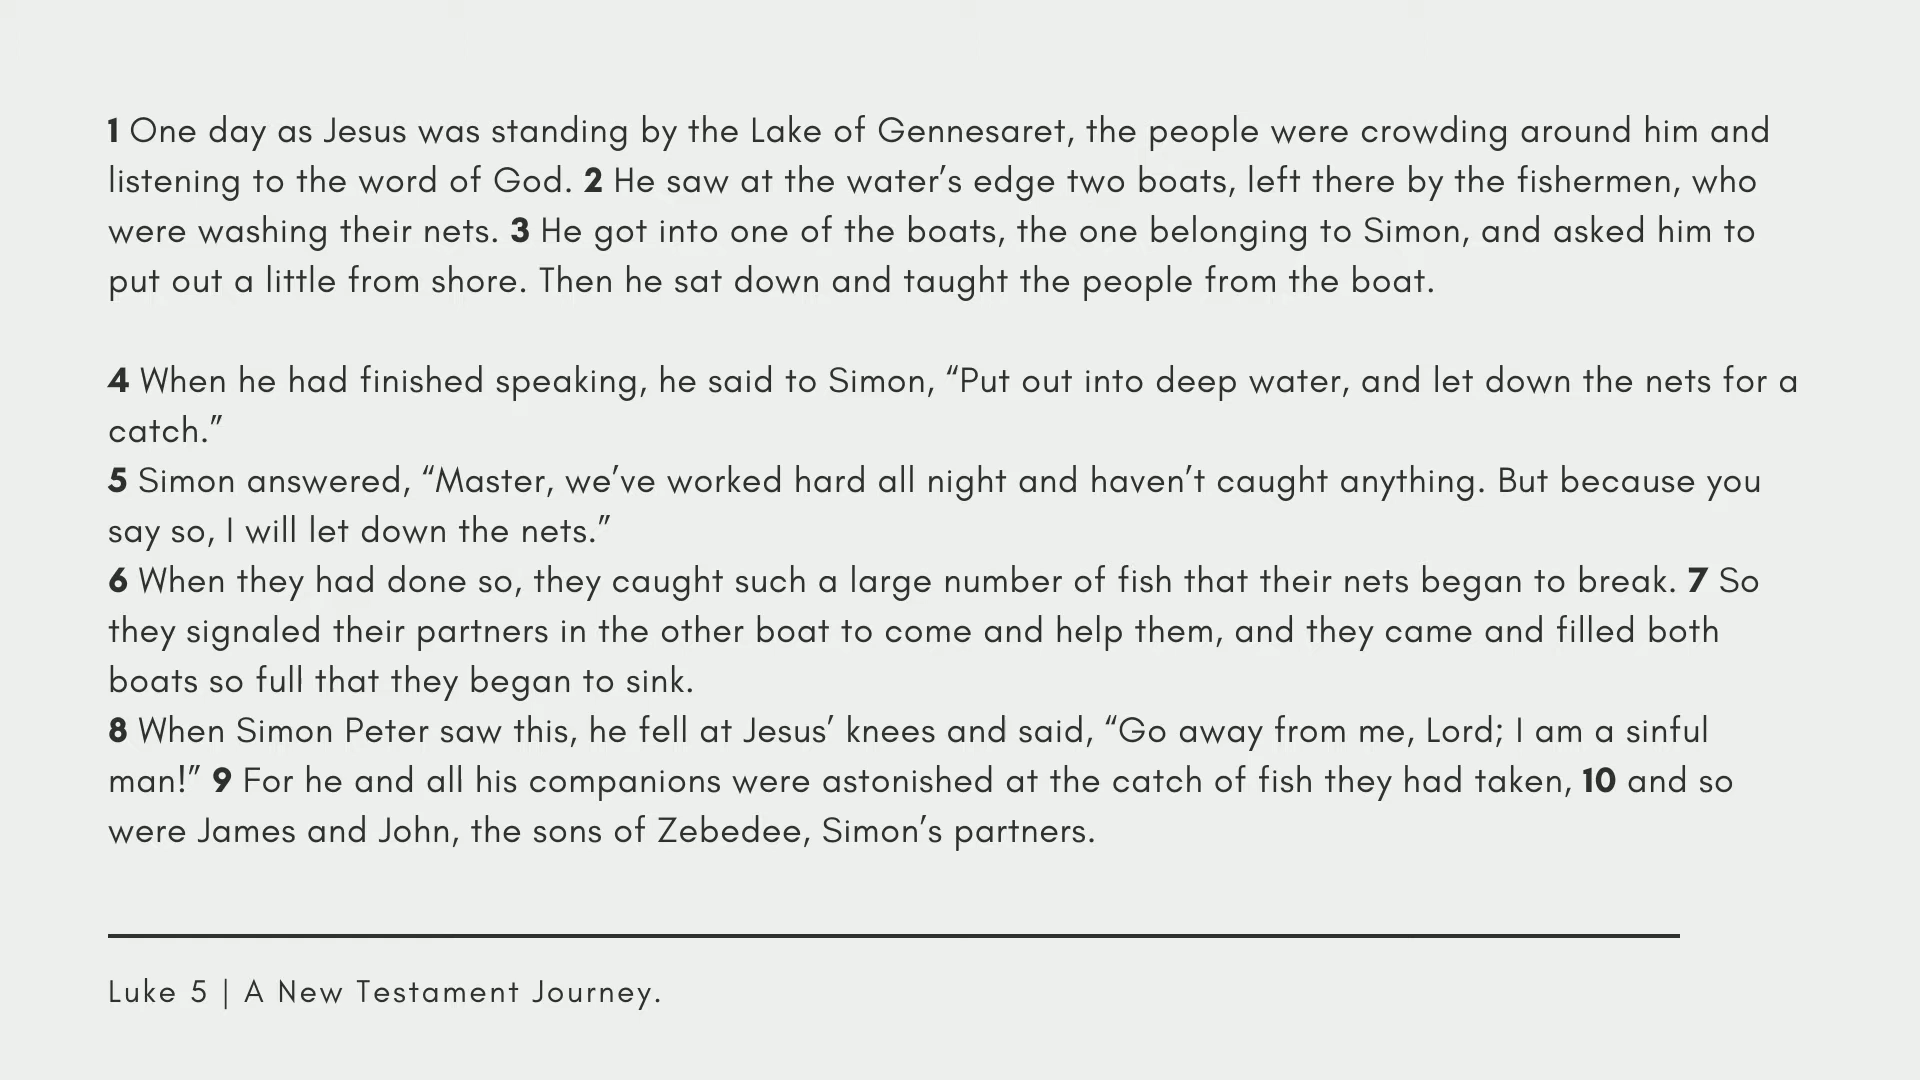 1 One day as Jesus was standing by the Lake of Gennesaret, the people were crowding around him and
listening to the word of God. 2 He saw at the water’s edge two boats, left there by the fishermen, who
were washing their nets. 3 He got into one of the boats, the one belonging to Simon, and asked him to
put out a little from shore. Then he sat down and taught the people from the boat.
4 When he had finished speaking, he said to Simon, “Put out into deep water, and let down the nets for a
catch.”
5 Simon answered, “Master, we’ve worked hard all night and haven’t caught anything. But because you
say so, I will let down the nets.”
6 When they had done so, they caught such a large number of fish that their nets began to break. 7 So
they signaled their partners in the other boat to come and help them, and they came and filled both
boats so full that they began to sink.
8 When Simon Peter saw this, he fell at Jesus’ knees and said, “Go away from me, Lord; I am a sinful
man!” 9 For he and all his companions were astonished at the catch of fish they had taken, 10 and so
were James and John, the sons of Zebedee, Simon’s partners.
Luke 5 | A New Testament Journey.